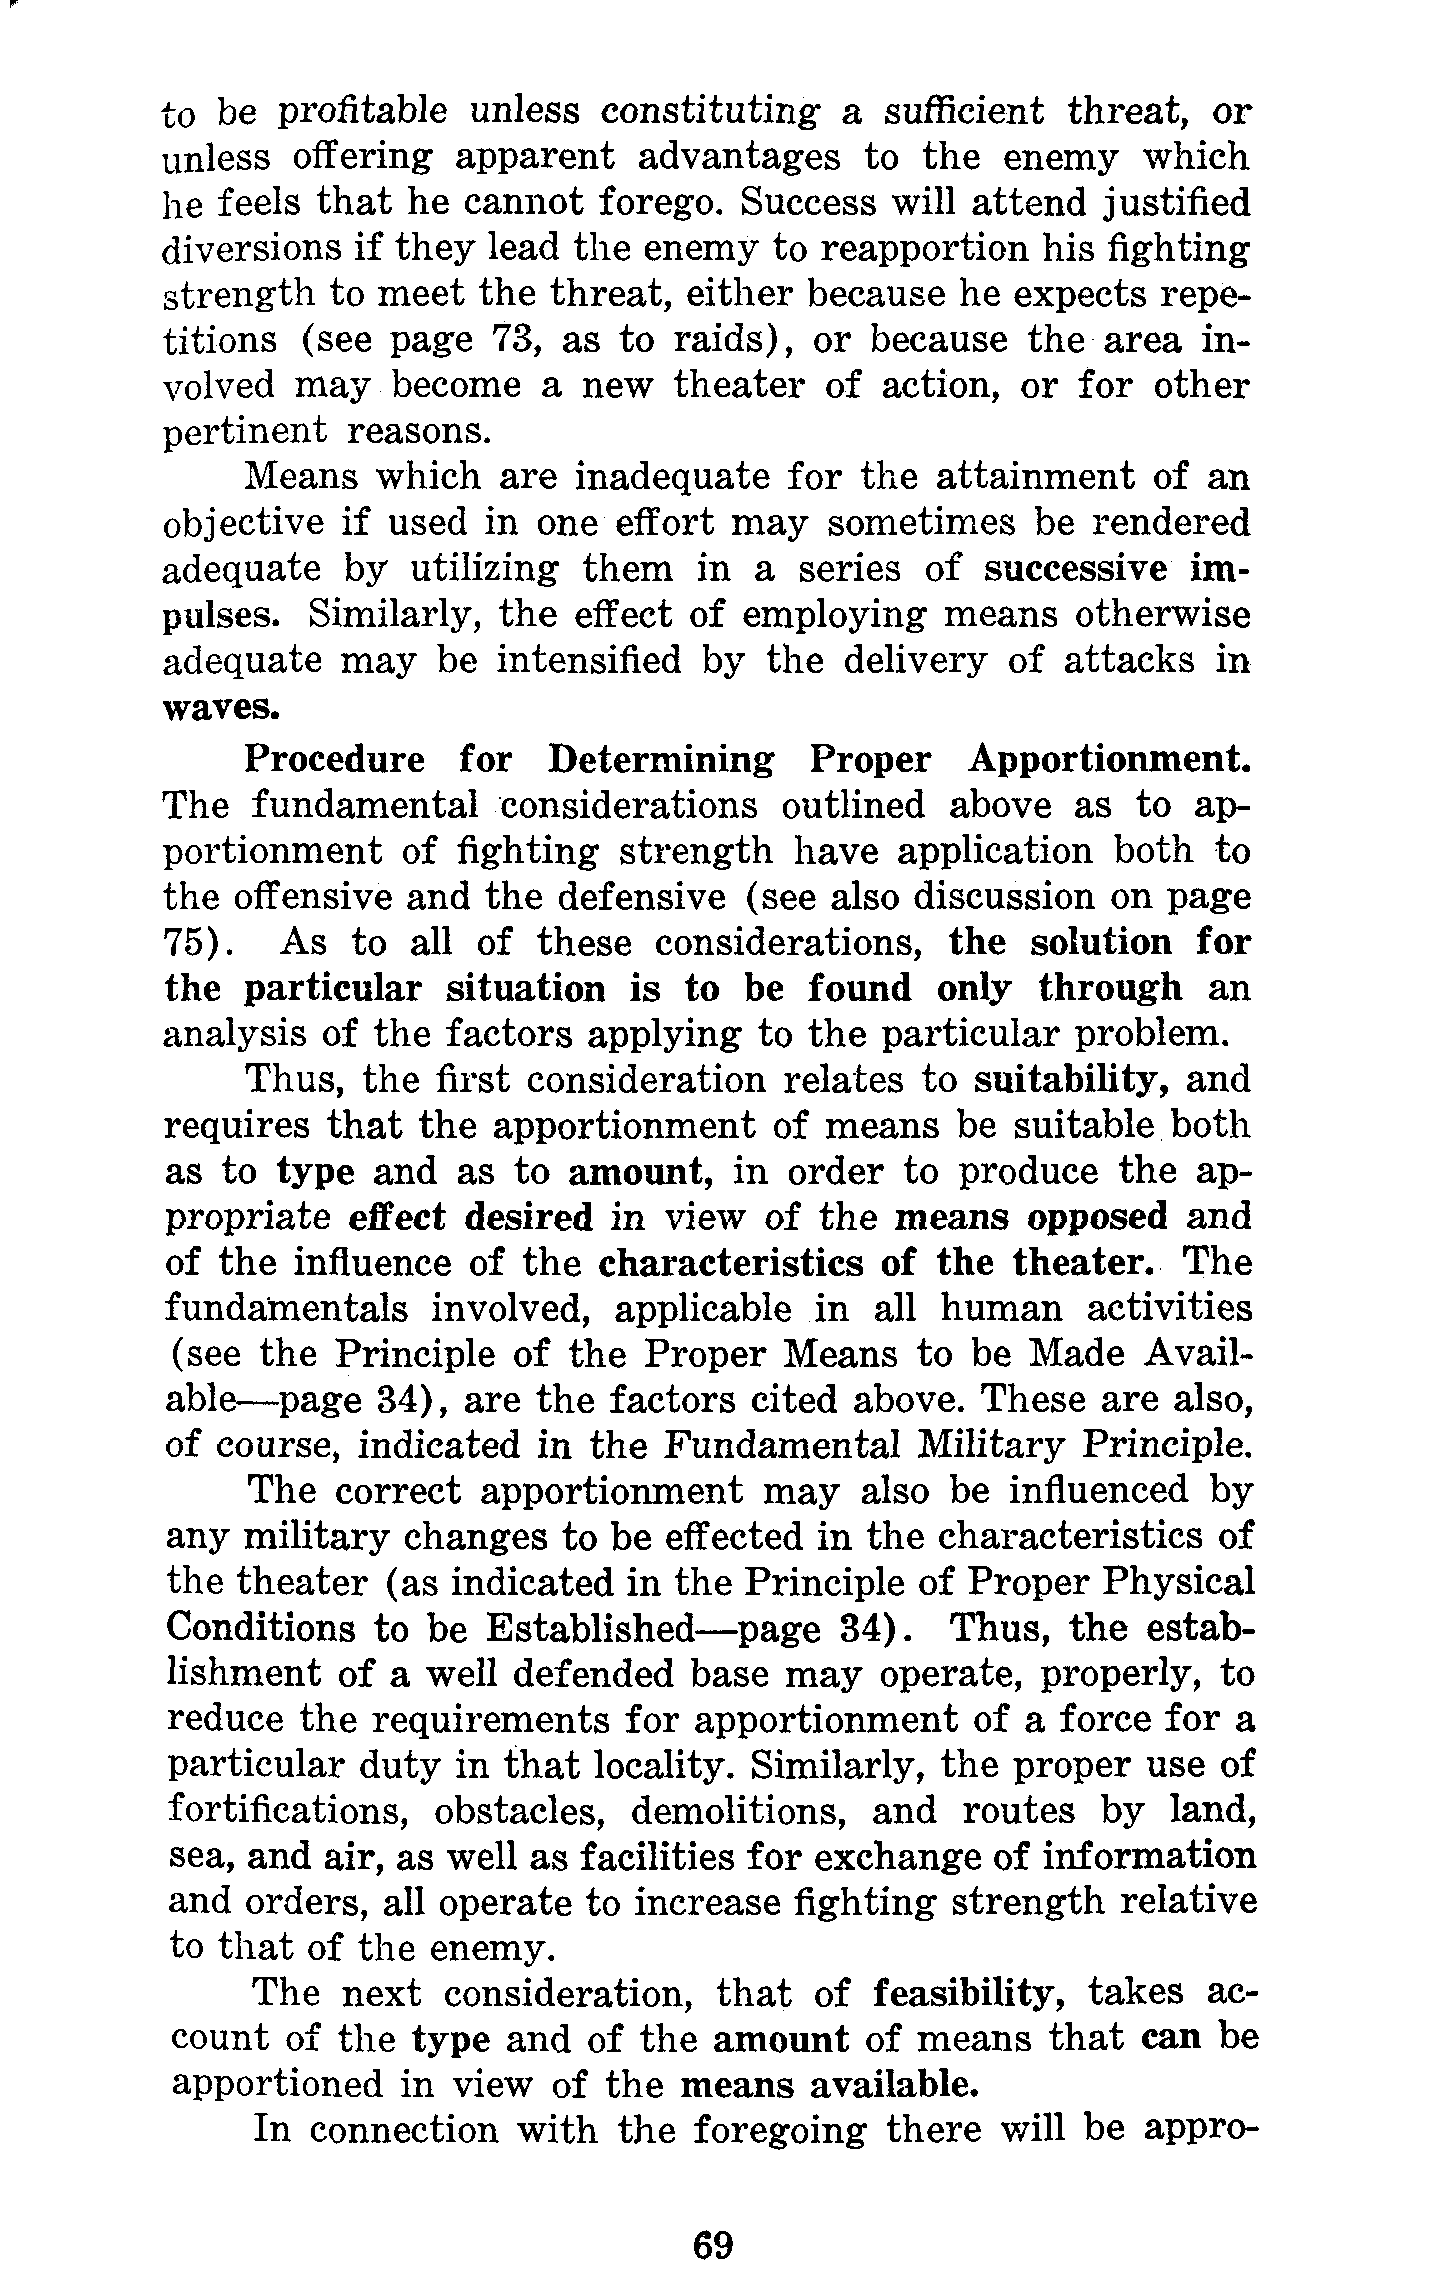 to be profitable unless constituting a sufficient threat, or
unless offering apparent advantages to the enemy which
he feels that he cannot forego. Success will attend justified
diversions if they lead the enemy to reapportion his fighting
strength to meet the threat, either because he expects repe-
titions (see page 73, as to raids), or because the area in-
volved may become a new theater of action, or for other
pertinent reasons.
Means which are inadequate for the attainment of an
objective if used in one effort may sometimes be rendered
adequate by utilizing them in a series of successive im-
pulses. Similarly, the effect of employing means otherwise
adequate may be intensified by the delivery of attacks in
waves.
Procedure for Determining Proper Apportionment.
The fundamental considerations outlined above as to ap-
portionment of fighting strength have application both to
the offensive and the defensive (see also discussion on page
75). As to all of these considerations, the solution for
the particular situation is to be found only through an
analysis of the factors applying to the particular problem.
Thus, the first consideration relates to suitability, and
requires that the apportionment of means be suitable both
as to type and as to amount, in order to produce the ap-
propriate effect desired in view of the means opposed and
of the influence of the characteristics of the theater. The
fundamentals involved, applicable in all human activities
(see the Principle of the Proper Means to be Made Avail-
able—page 34), are the factors cited above. These are also,
of course, indicated in the Fundamental Military Principle.
The correct apportionment may also be influenced by
any military changes to be effected in the characteristics of
the theater (as indicated in the Principle of Proper Physical
Conditions to be Established—page 34). Thus, the estab-
lishment of a well defended base may operate, properly, to
reduce the requirements for apportionment of a force for a
particular duty in that locality. Similarly, the proper use of
fortifications, obstacles, demolitions, and routes by land,
sea, and air, as well as facilities for exchange of information
and orders, all operate to increase fighting strength relative
to that of the enemy.
The next consideration, that of feasibility, takes ac-
count of the type and of the amount of means that can be
apportioned in view of the means available.
In connection with the foregoing there will be appro-
69